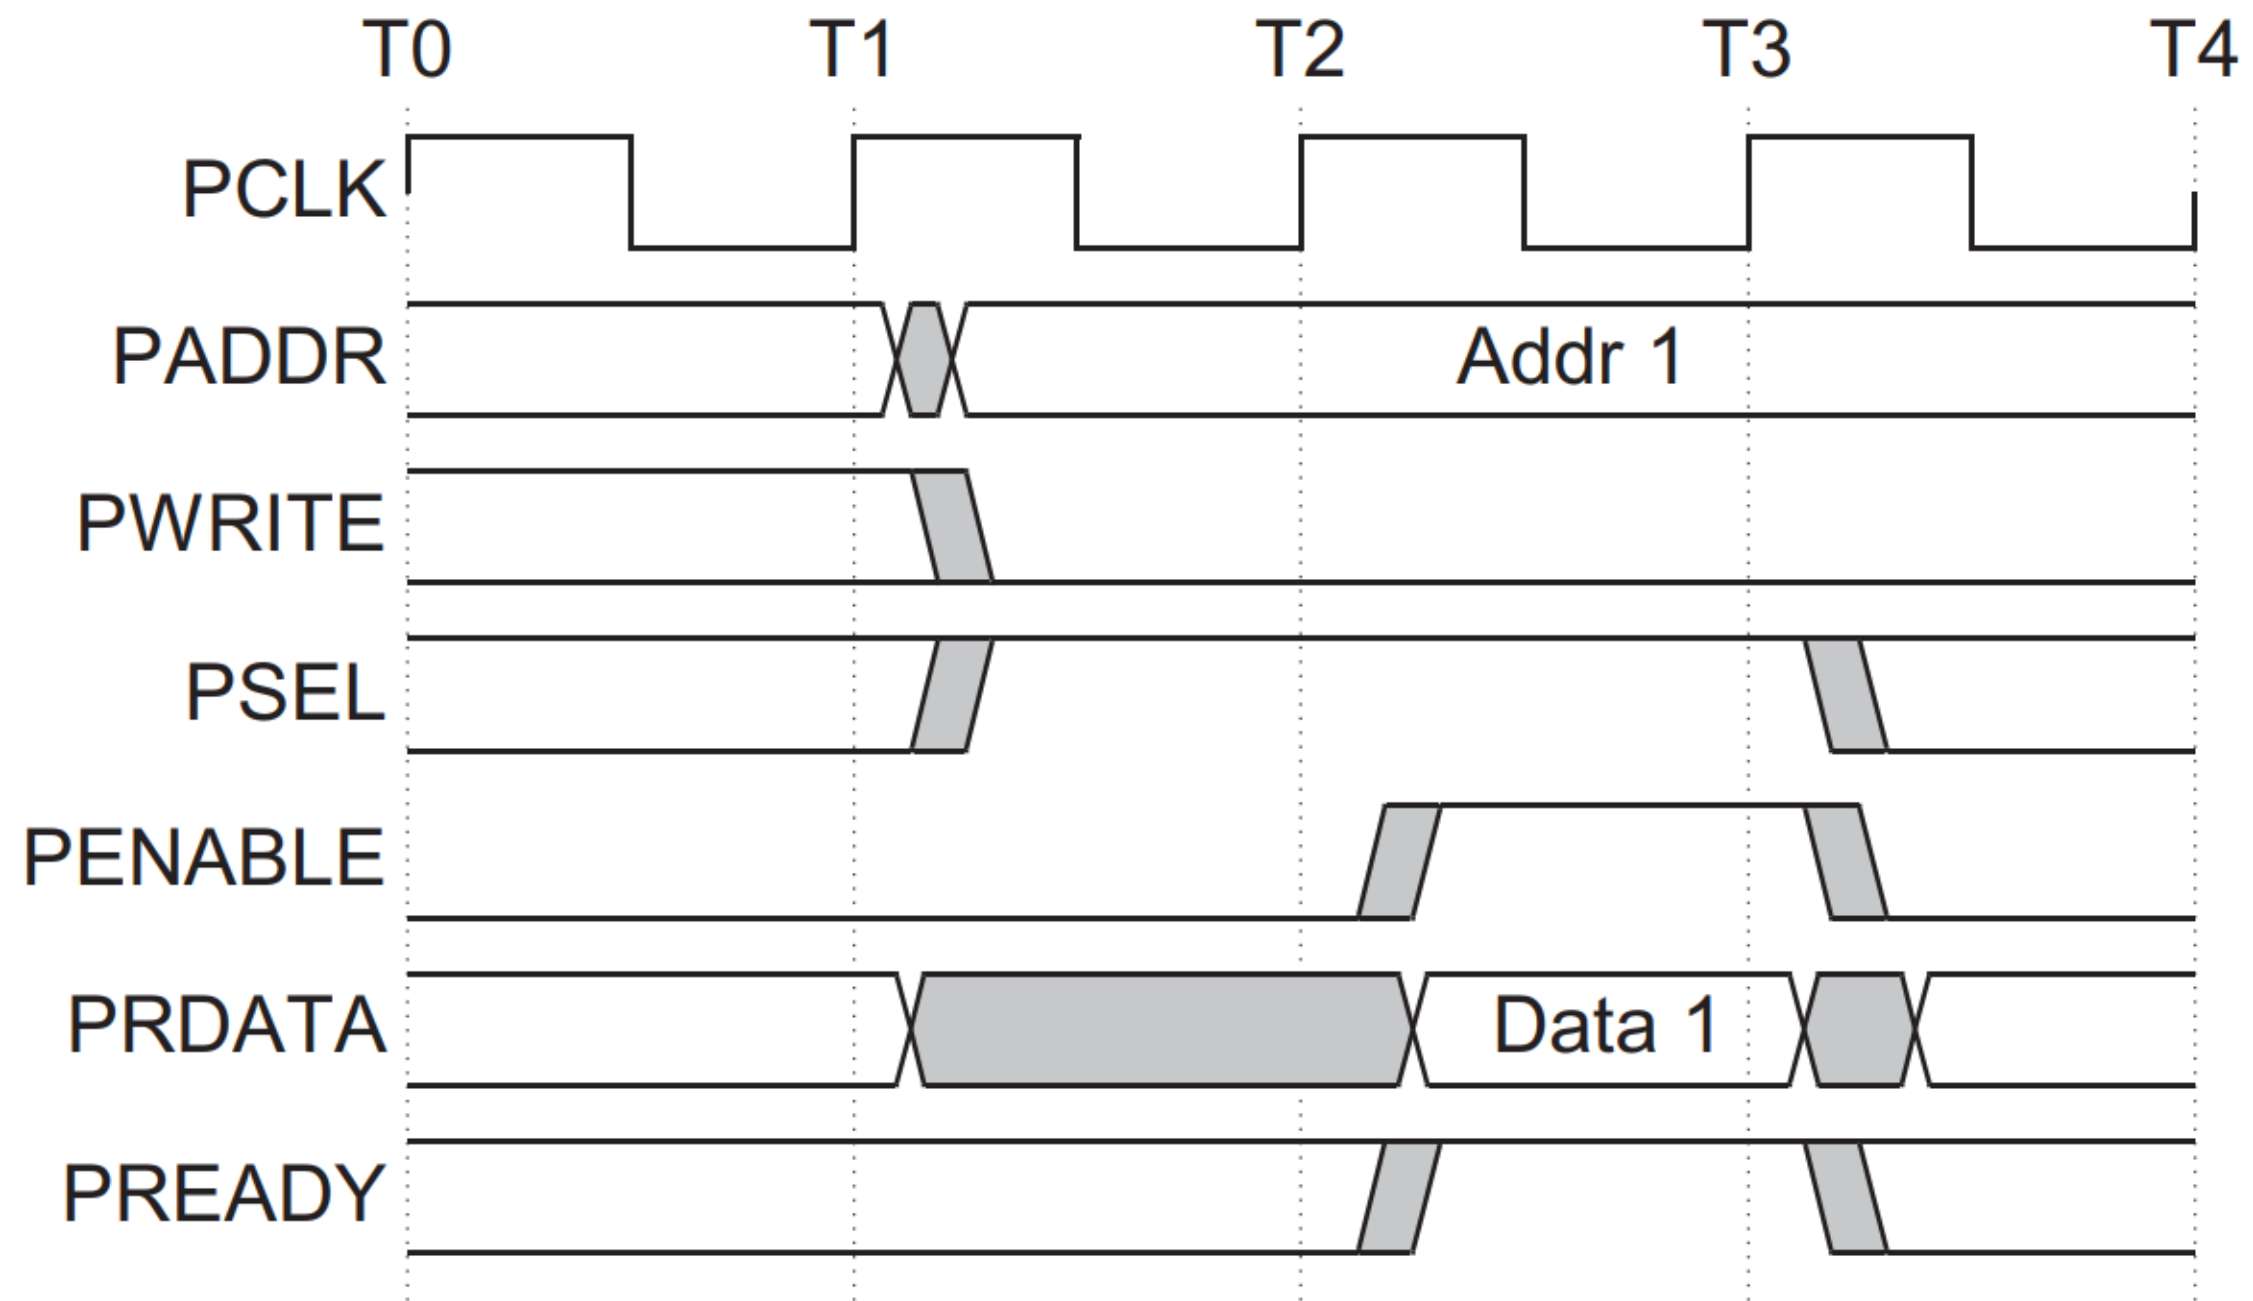 T0 T1 T2 T3 T4
PCLK
PADDR Addr 1
PWRITE
PSEL
PENABLE
PRDATA Data 1
PREADY